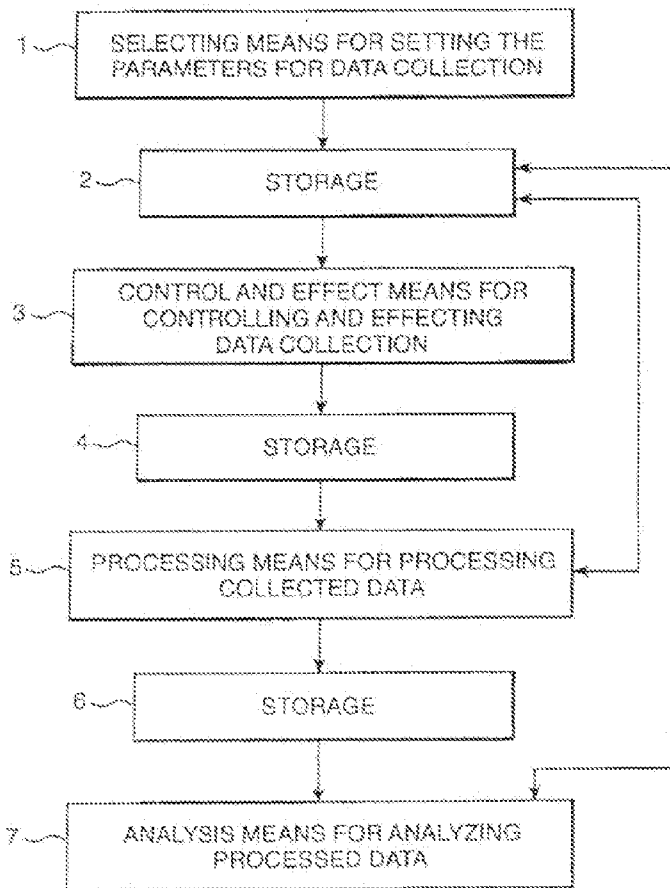 1
SELECTING MEANS FOR SETTING THE
PARAMETERS FOR DATA COLLECTION
2
STORAGE
3
CONTROL AND EFFECT MEANS FOR
CONTROLLING AND EFFECTING
DATA COLLECTION
4
STORAGE
5
PROCESSING MEANS FOR PROCESSING
COLLECTED DATA
6
STORAGE
7
ANALYSIS MEANS FOR ANALYZING
PROCESSED DATA